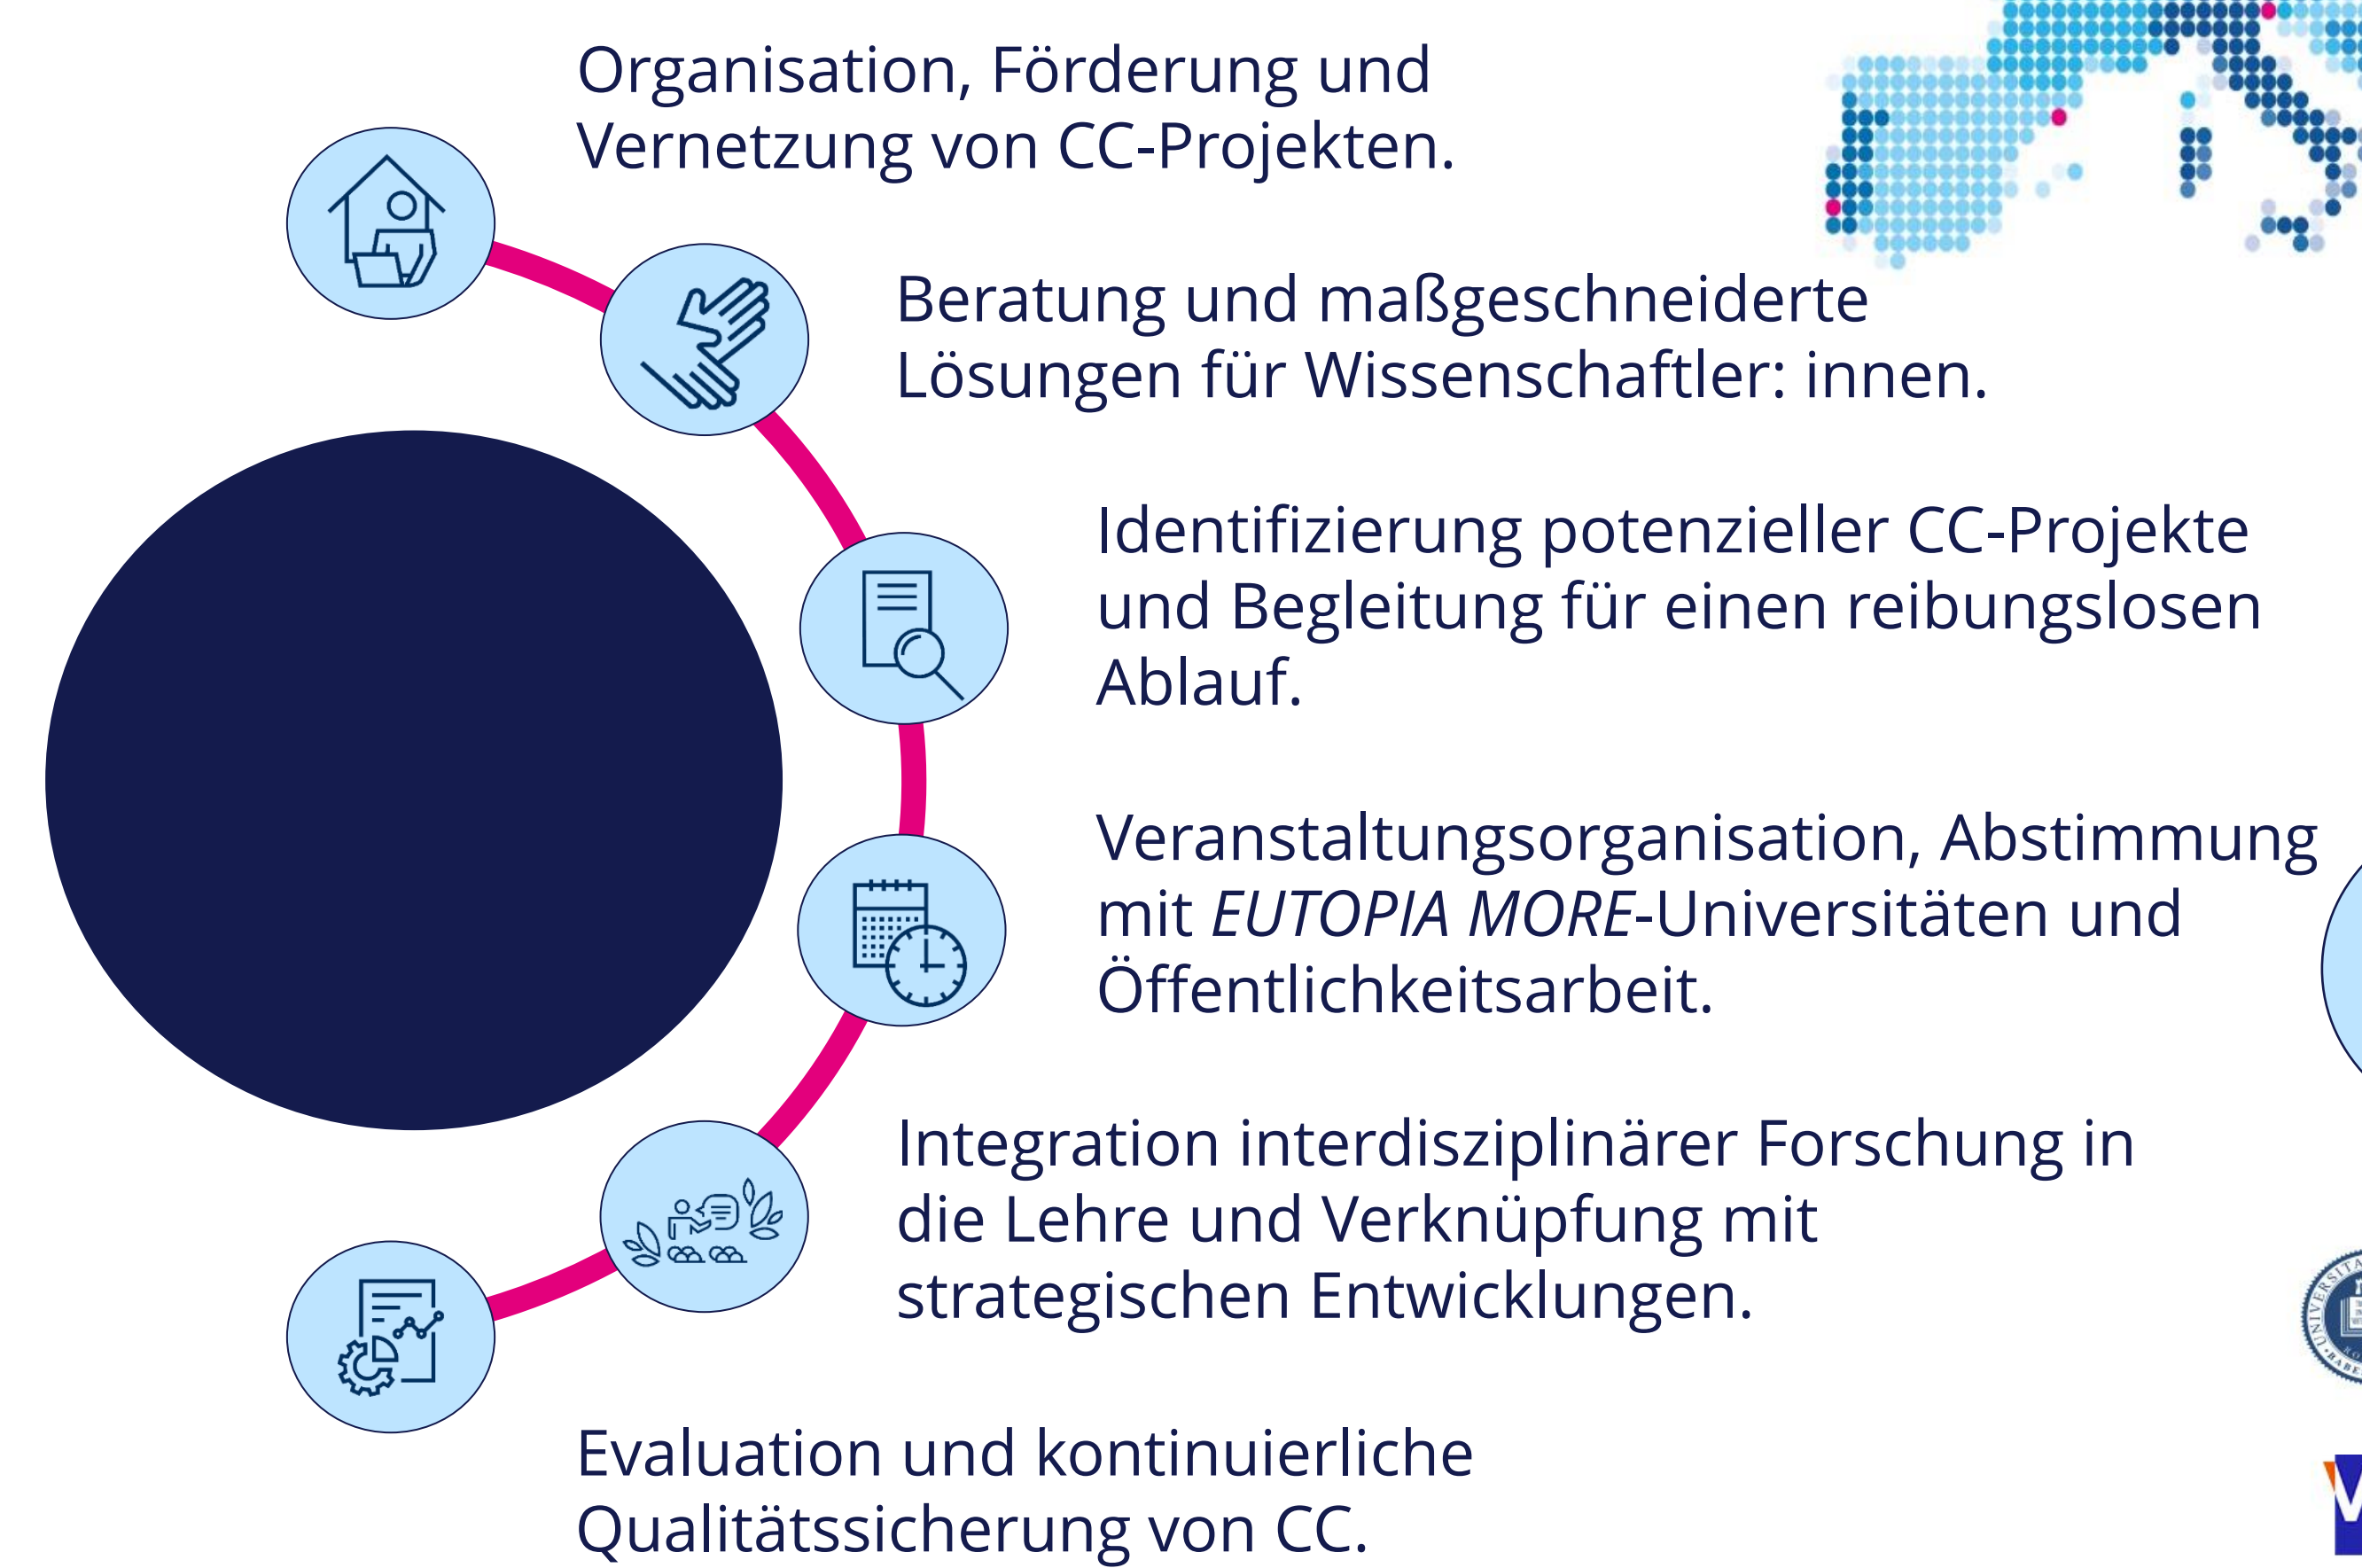 Organisation, Förderung und
Vernetzung von CC-Projekten.
Beratung und maßgeschneiderte
Lösungen für Wissenschaftler: innen.
Identifizierung potenzieller CC-Projekte
und Begleitung für einen reibungslosen
Ablauf.
Veranstaltungsorganisation, Abstimmung
mit EUTOPIA MORE-Universitäten und
Öffentlichkeitsarbeit.
Integration interdisziplinärer Forschung in
die Lehre und Verknüpfung mit
strategischen Entwicklungen.
Evaluation und kontinuierliche
Qualitätssicherung von CC.